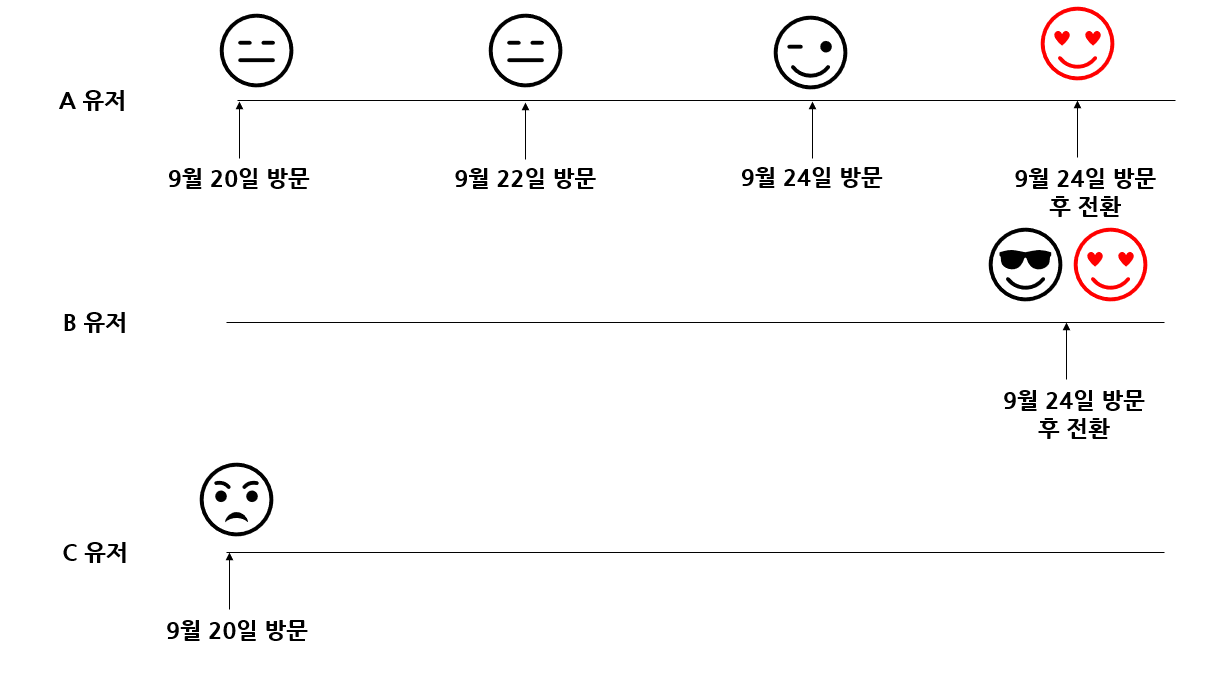 A 유저
9월 20일 방문
9월 22일 방문
9월 24일 방문
9월 24일 방문
후 전환
B 유저
9월 24일 방문
후 전환
C 유저
9월 20일 방문